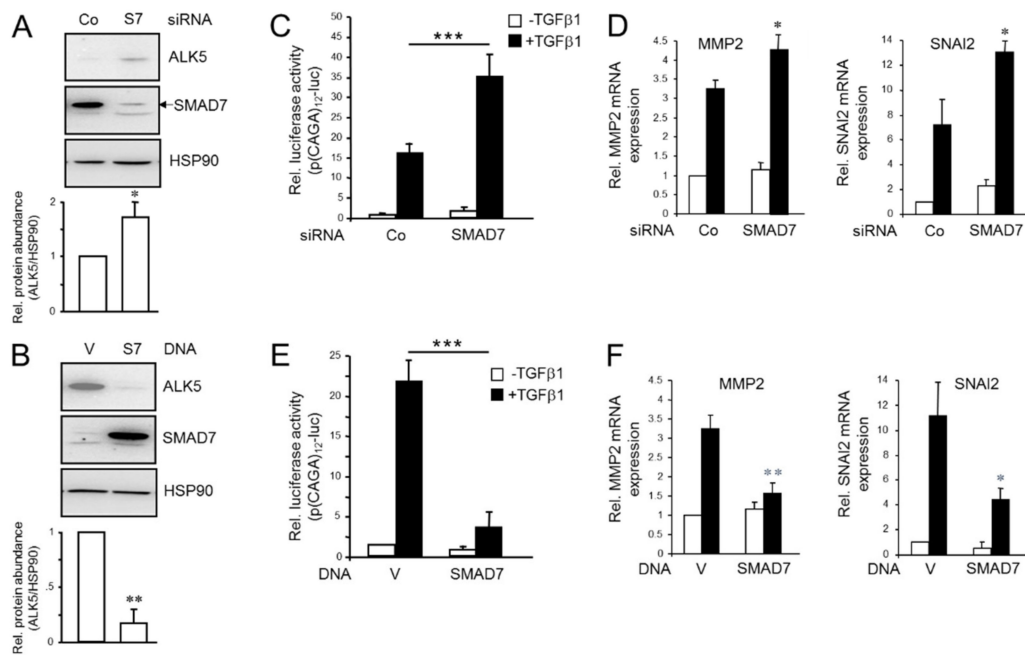 A
Co S7 siRNA
ALK5
SMAD7
HSP90
Rel. protein abundance
(ALK5/HSP90)
2
1
0
*
B
V S7 DNA
ALK5
SMAD7
HSP90
Rel. protein abundance
(ALK5/HSP90)
1
.5
0
**
C
Rel. luciferase activity
(p(CAGA)12-luc)
45
40
35
30
25
20
15
10
5
0
***
-TGFβ1
+TGFβ1
siRNA Co SMAD7
D
MMP2
Rel. MMP2 mRNA
expression
4.5
4
3.5
3
2.5
2
1.5
1
0.5
0
*
siRNA Co SMAD7
SNAI2
Rel. SNAI2 mRNA
expression
14
12
10
8
6
4
2
0
*
Co SMAD7
E
Rel. luciferase activity
(p(CAGA)12-luc)
25
20
15
10
5
0
***
-TGFβ1
+TGFβ1
DNA V SMAD7
F
MMP2
Rel. MMP2 mRNA
expression
4.5
4
3.5
3
2.5
2
1.5
1
0.5
0
**
DNA V SMAD7
SNAI2
Rel. SNAI2 mRNA
expression
14
12
10
8
6
4
2
0
*
V SMAD7